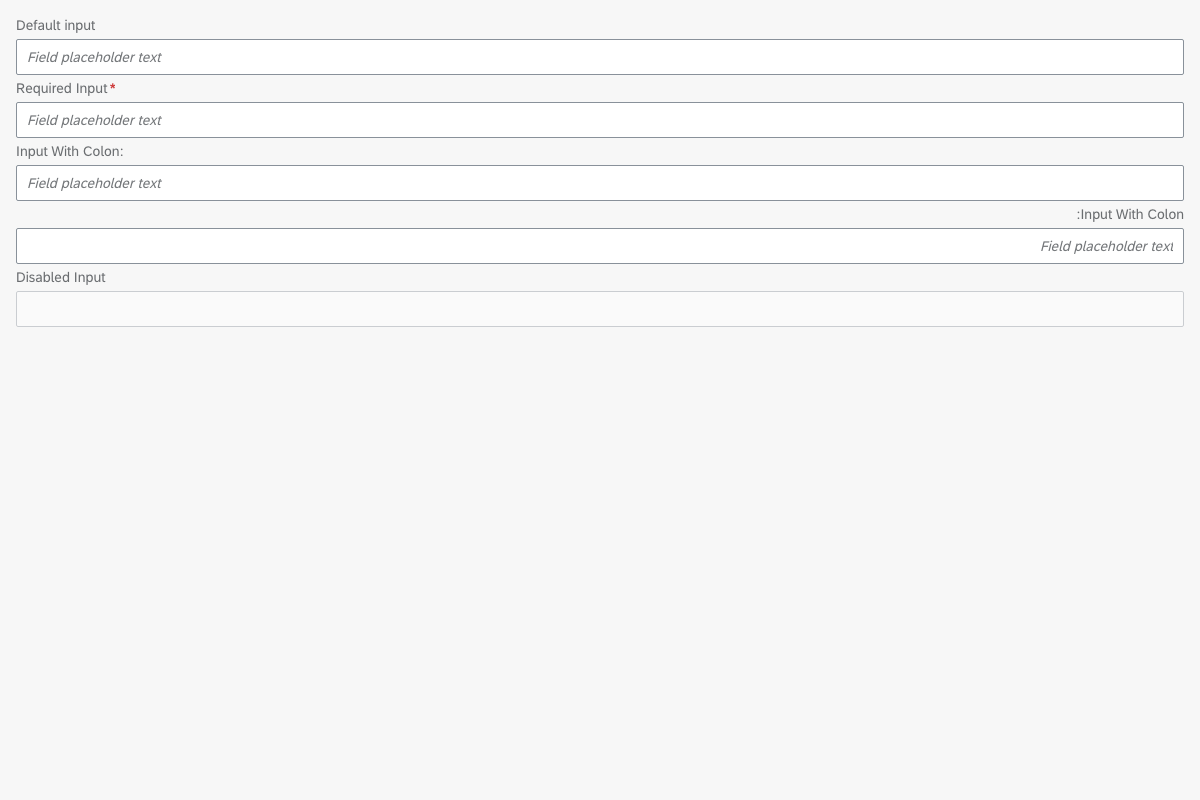 Default input
Field placeholder text
Required Input*
Field placeholder text
Input With Colon:
Field placeholder text
:Input With Colon
Field placeholder text
Disabled Input